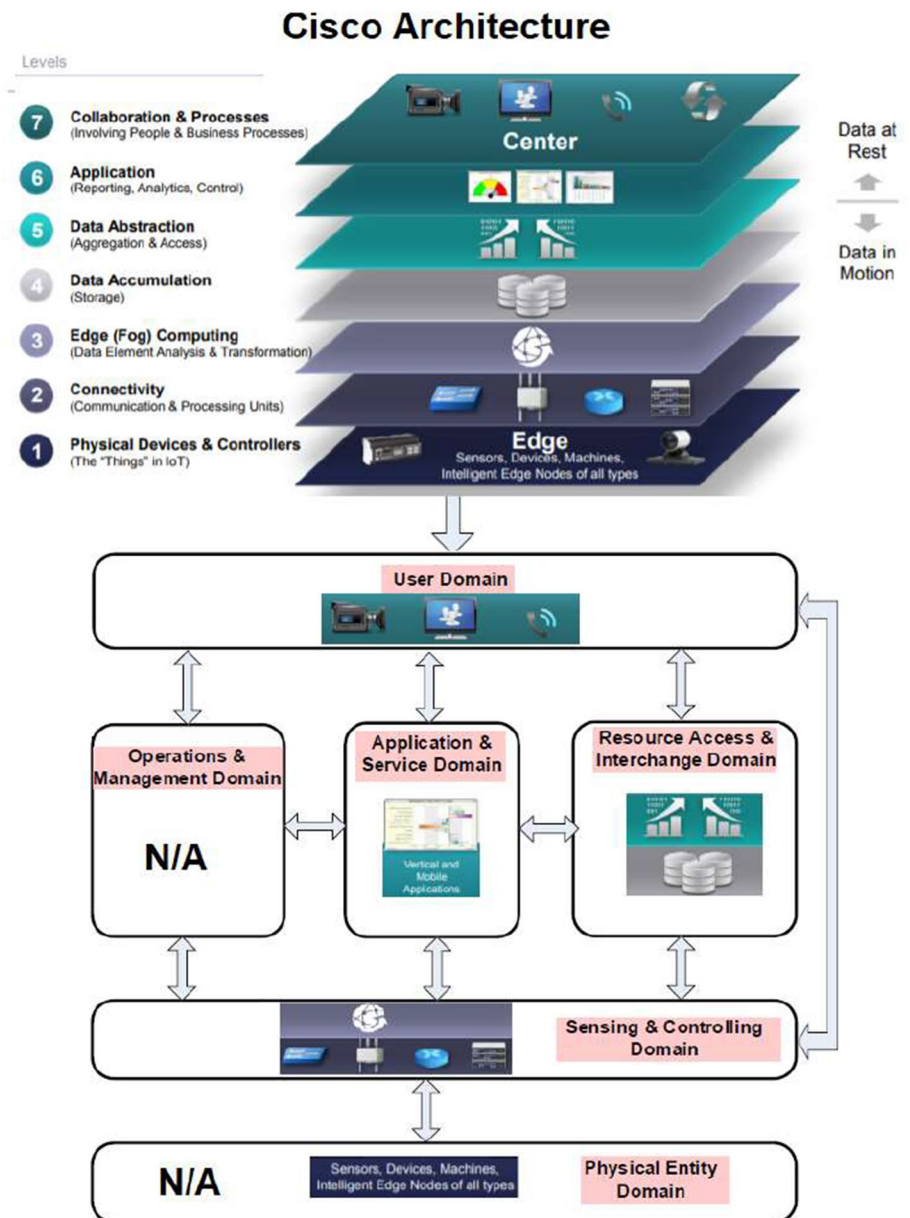 Cisco Architecture
Levels
7
Collaboration & Processes
(Involving People & Business Processes)
6
Application
(Reporting, Analytics, Control)
5
Data Abstraction
(Aggregation & Access)
4
Data Accumulation
(Storage)
3
Edge (Fog) Computing
(Data Element Analysis & Transformation)
2
Connectivity
(Communication & Processing Units)
1
Physical Devices & Controllers
(The "Things" in IoT)
Center
Edge
Sensors, Devices, Machines,
Intelligent Edge Nodes of all types
Data at
Rest
Data in
Motion
User Domain
Operations &
Management Domain
N/A
Application &
Service Domain
Vertical and
Mobile
Appications
Resource Access &
Interchange Domain
Sensing & Controlling
Domain
N/A
Sensors, Devices, Machines,
Intelligent Edge Nodes of all types
Physical Entity
Domain